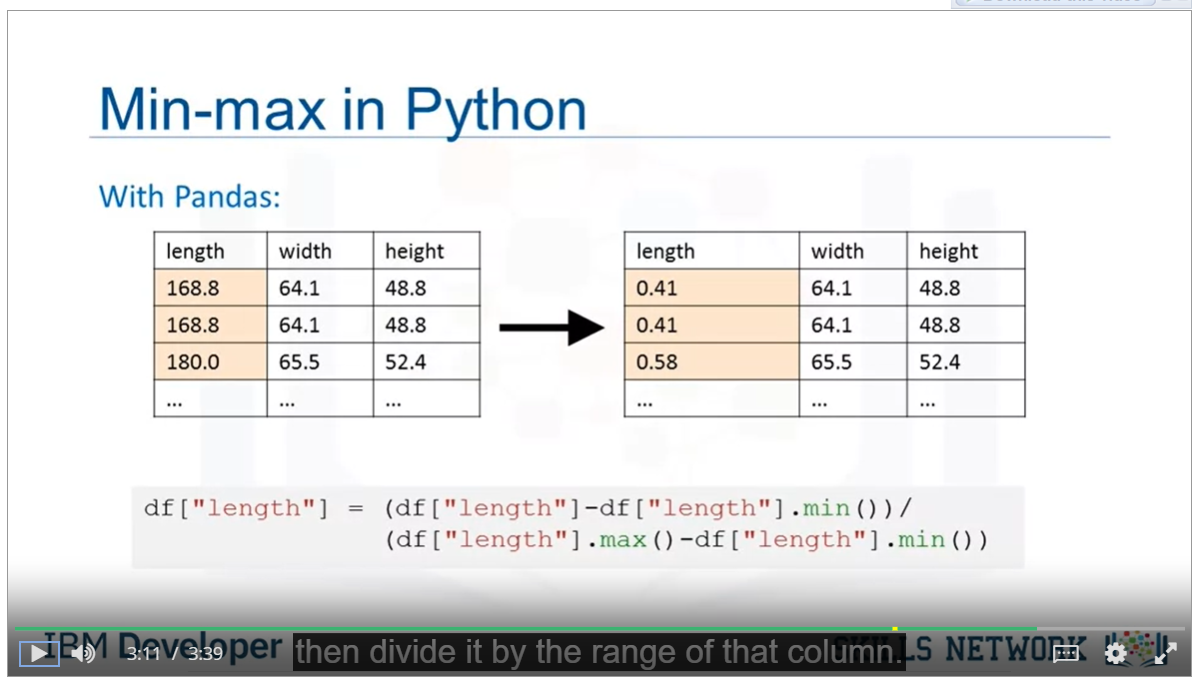 Download this video
Min-max in Python
With Pandas:
length width height
168.8 64.1 48.8
168.8 64.1 48.8
180.0 65.5 52.4
... ... ...
length width height
0.41 64.1 48.8
0.41 64.1 48.8
0.58 65.5 52.4
... ... ...
df["length"] = (df["length"]-df["length"].min())/
(df["length"].max()-df["length"].min())
IBM Developer
SKILLS NETWORK
3:11 / 3:39
then divide it by the range of that column.